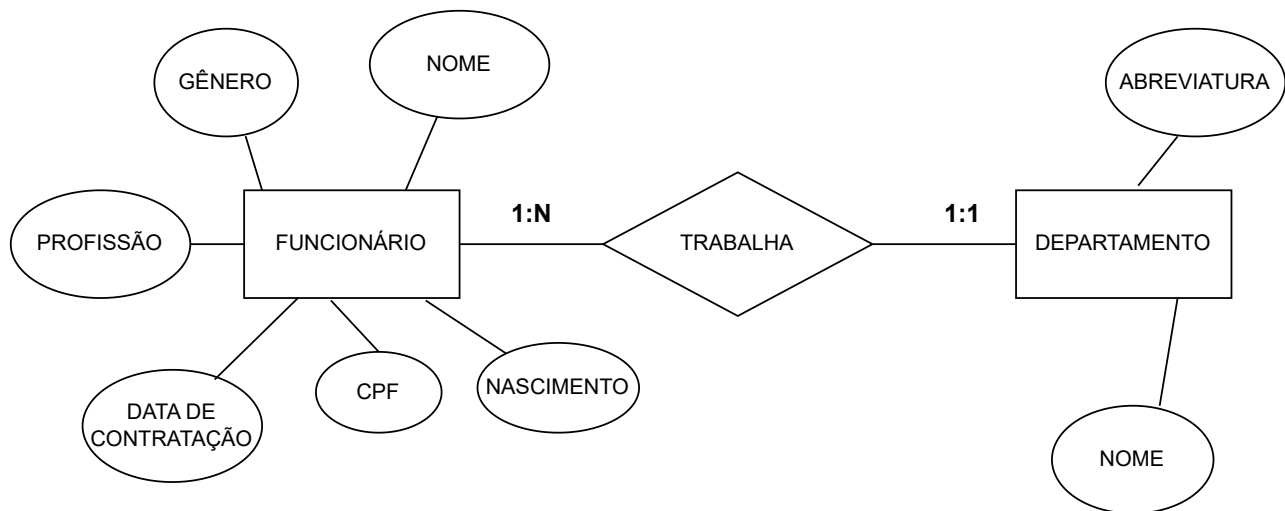 GÊNERO
NOME
ABREVIATURA
PROFISSÃO
FUNCIONÁRIO
1:N
TRABALHA
1:1
DEPARTAMENTO
DATA DE
CONTRATAÇÃO
CPF
NASCIMENTO
NOME